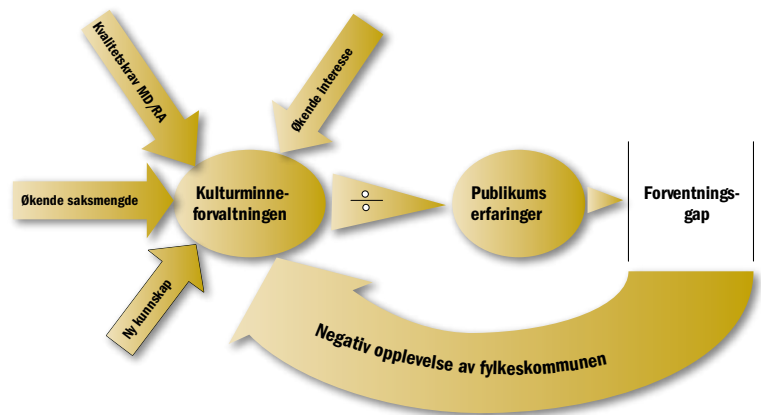 Kvalitetskrav MD/RA
Økende interesse
Økende saksmengde
Kulturminne-
forvaltningen
÷
Publikums
erfaringer
Forventnings-
gap
Ny kunnskap
Negativ opplevelse av fylkeskommunen